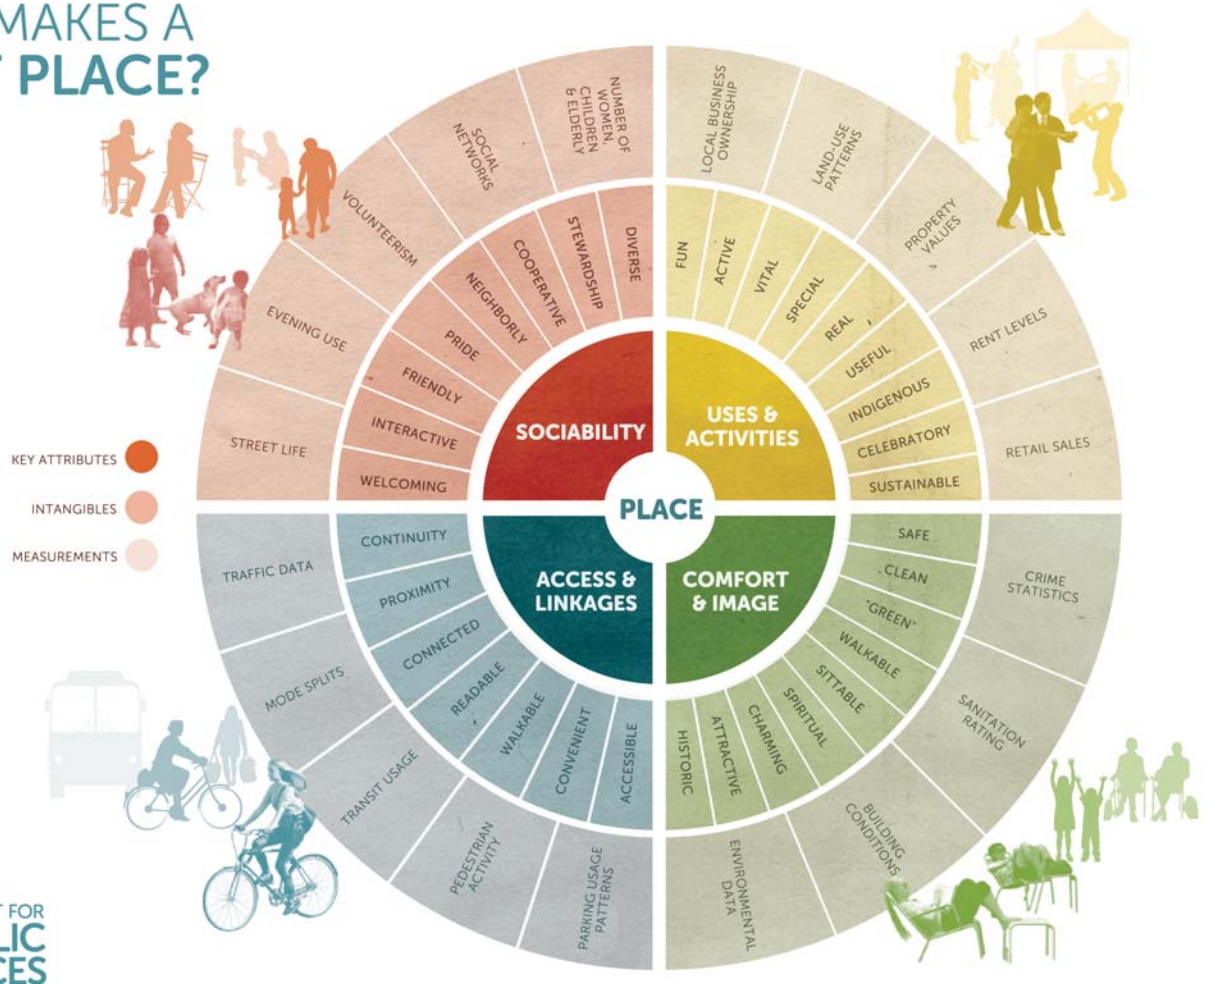 MAKES A
PLACE?
NUMBER OF
WOMEN,
CHILDREN
& ELDERLY
SOCIAL
NETWORKS
VOLUNTEERISM
EVENING USE
STREET LIFE
DIVERSE
STEWARDSHIP
COOPERATIVE
NEIGHBORLY
PRIDE
FRIENDLY
INTERACTIVE
WELCOMING
SOCIABILITY
LOCAL BUSINESS
OWNERSHIP
LAND-USE
PATTERNS
PROPERTY
VALUES
RENT LEVELS
RETAIL SALES
FUN
ACTIVE
VITAL
SPECIAL
REAL
USEFUL
INDIGENOUS
CELEBRATORY
SUSTAINABLE
USES &
ACTIVITIES
PLACE
KEY ATTRIBUTES
INTANGIBLES
MEASUREMENTS
ACCESS &
LINKAGES
CONTINUITY
PROXIMITY
CONNECTED
READABLE
WALKABLE
CONVENIENT
ACCESSIBLE
TRAFFIC DATA
MODE SPLITS
TRANSIT USAGE
PEDESTRIAN
ACTIVITY
PARKING USAGE
PATTERNS
COMFORT
& IMAGE
SAFE
CLEAN
"GREEN"
WALKABLE
SITTABLE
SPIRITUAL
CHARMING
ATTRACTIVE
HISTORIC
CRIME
STATISTICS
SANITATION
RATING
BUILDING
CONDITIONS
ENVIRONMENTAL
DATA
T FOR
LIC
CES